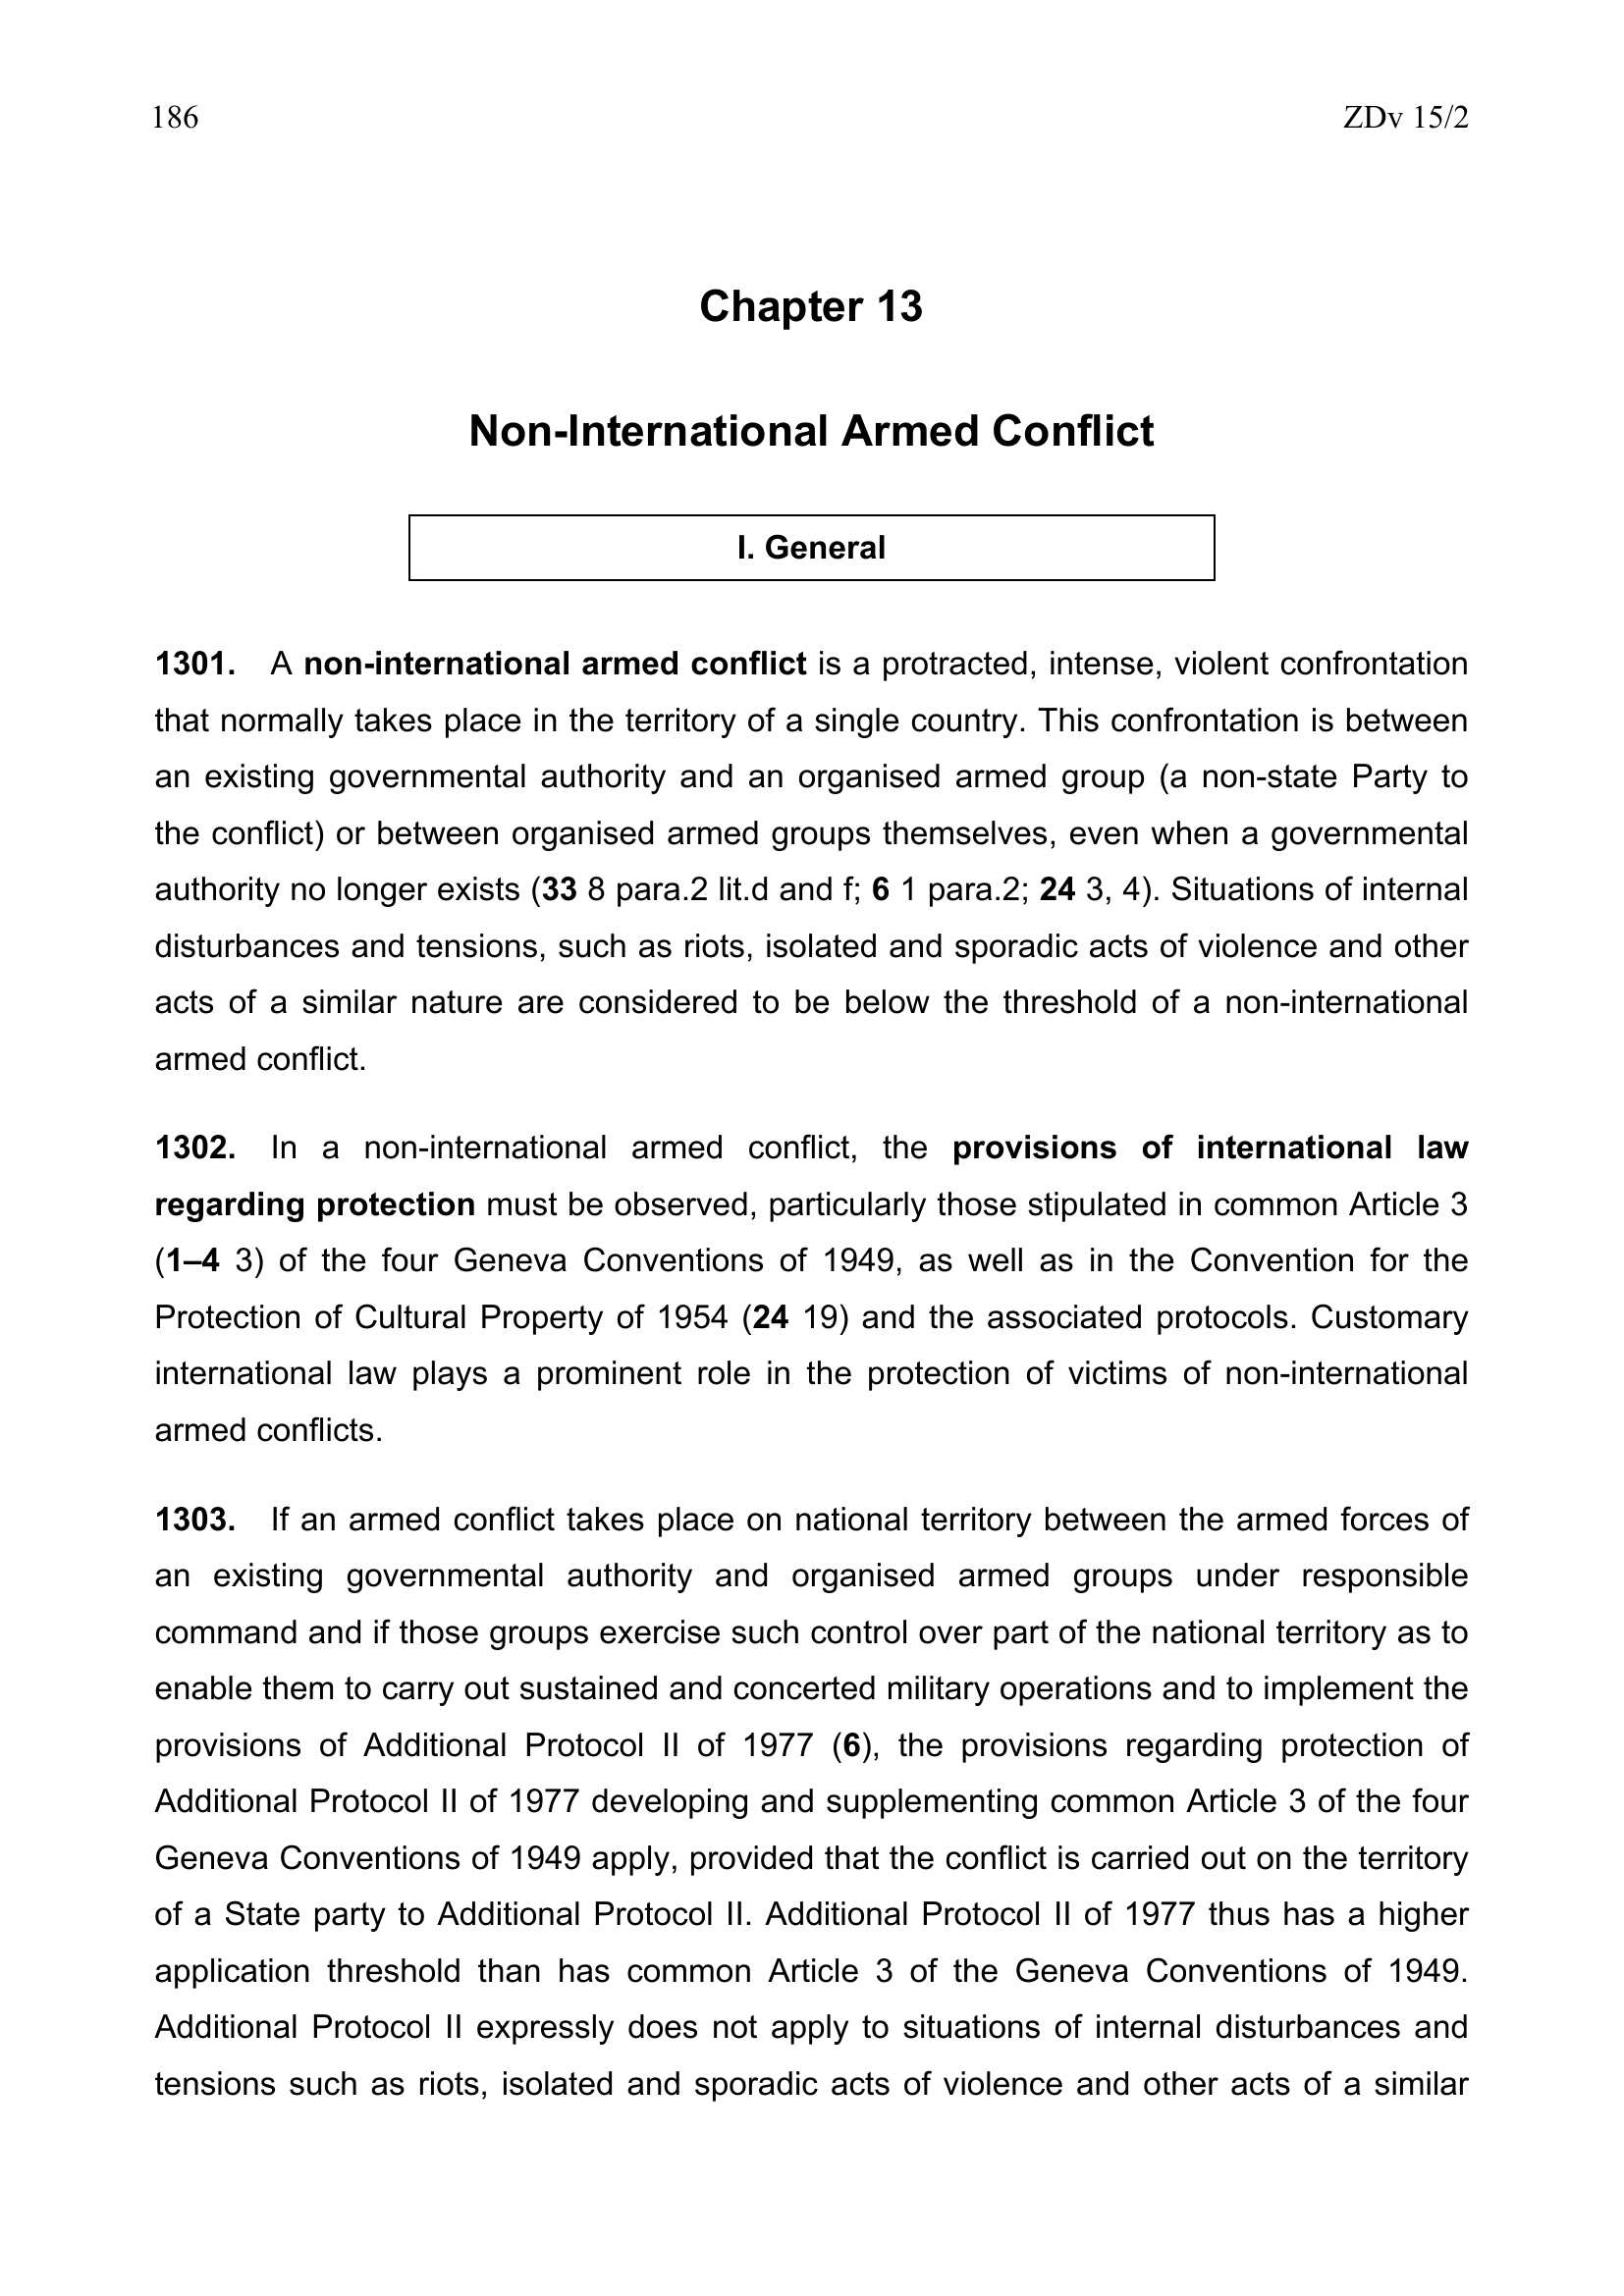 186 ZDv 15/2
Chapter 13
Non-International Armed Conflict
I. General
1301. A non-international armed conflict is a protracted, intense, violent confrontation
that normally takes place in the territory of a single country. This confrontation is between
an existing governmental authority and an organised armed group (a non-state Party to
the conflict) or between organised armed groups themselves, even when a governmental
authority no longer exists (33 8 para.2 lit.d and f; 6 1 para.2; 24 3, 4). Situations of internal
disturbances and tensions, such as riots, isolated and sporadic acts of violence and other
acts of a similar nature are considered to be below the threshold of a non-international
armed conflict.
1302. In a non-international armed conflict, the provisions of international law
regarding protection must be observed, particularly those stipulated in common Article 3
(1–4 3) of the four Geneva Conventions of 1949, as well as in the Convention for the
Protection of Cultural Property of 1954 (24 19) and the associated protocols. Customary
international law plays a prominent role in the protection of victims of non-international
armed conflicts.
1303. If an armed conflict takes place on national territory between the armed forces of
an existing governmental authority and organised armed groups under responsible
command and if those groups exercise such control over part of the national territory as to
enable them to carry out sustained and concerted military operations and to implement the
provisions of Additional Protocol II of 1977 (6), the provisions regarding protection of
Additional Protocol II of 1977 developing and supplementing common Article 3 of the four
Geneva Conventions of 1949 apply, provided that the conflict is carried out on the territory
of a State party to Additional Protocol II. Additional Protocol II of 1977 thus has a higher
application threshold than has common Article 3 of the Geneva Conventions of 1949.
Additional Protocol II expressly does not apply to situations of internal disturbances and
tensions such as riots, isolated and sporadic acts of violence and other acts of a similar